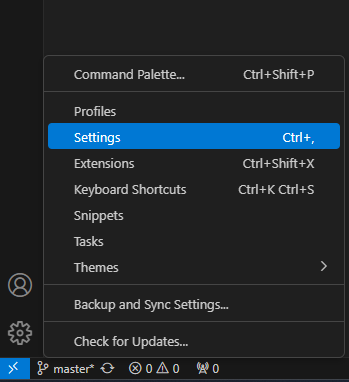 Command Palette... Ctrl+Shift+P
Profiles
Settings Ctrl+,
Extensions Ctrl+Shift+X
Keyboard Shortcuts Ctrl+K Ctrl+S
Snippets
Tasks
Themes
Backup and Sync Settings...
Check for Updates...
master* 0 0 0